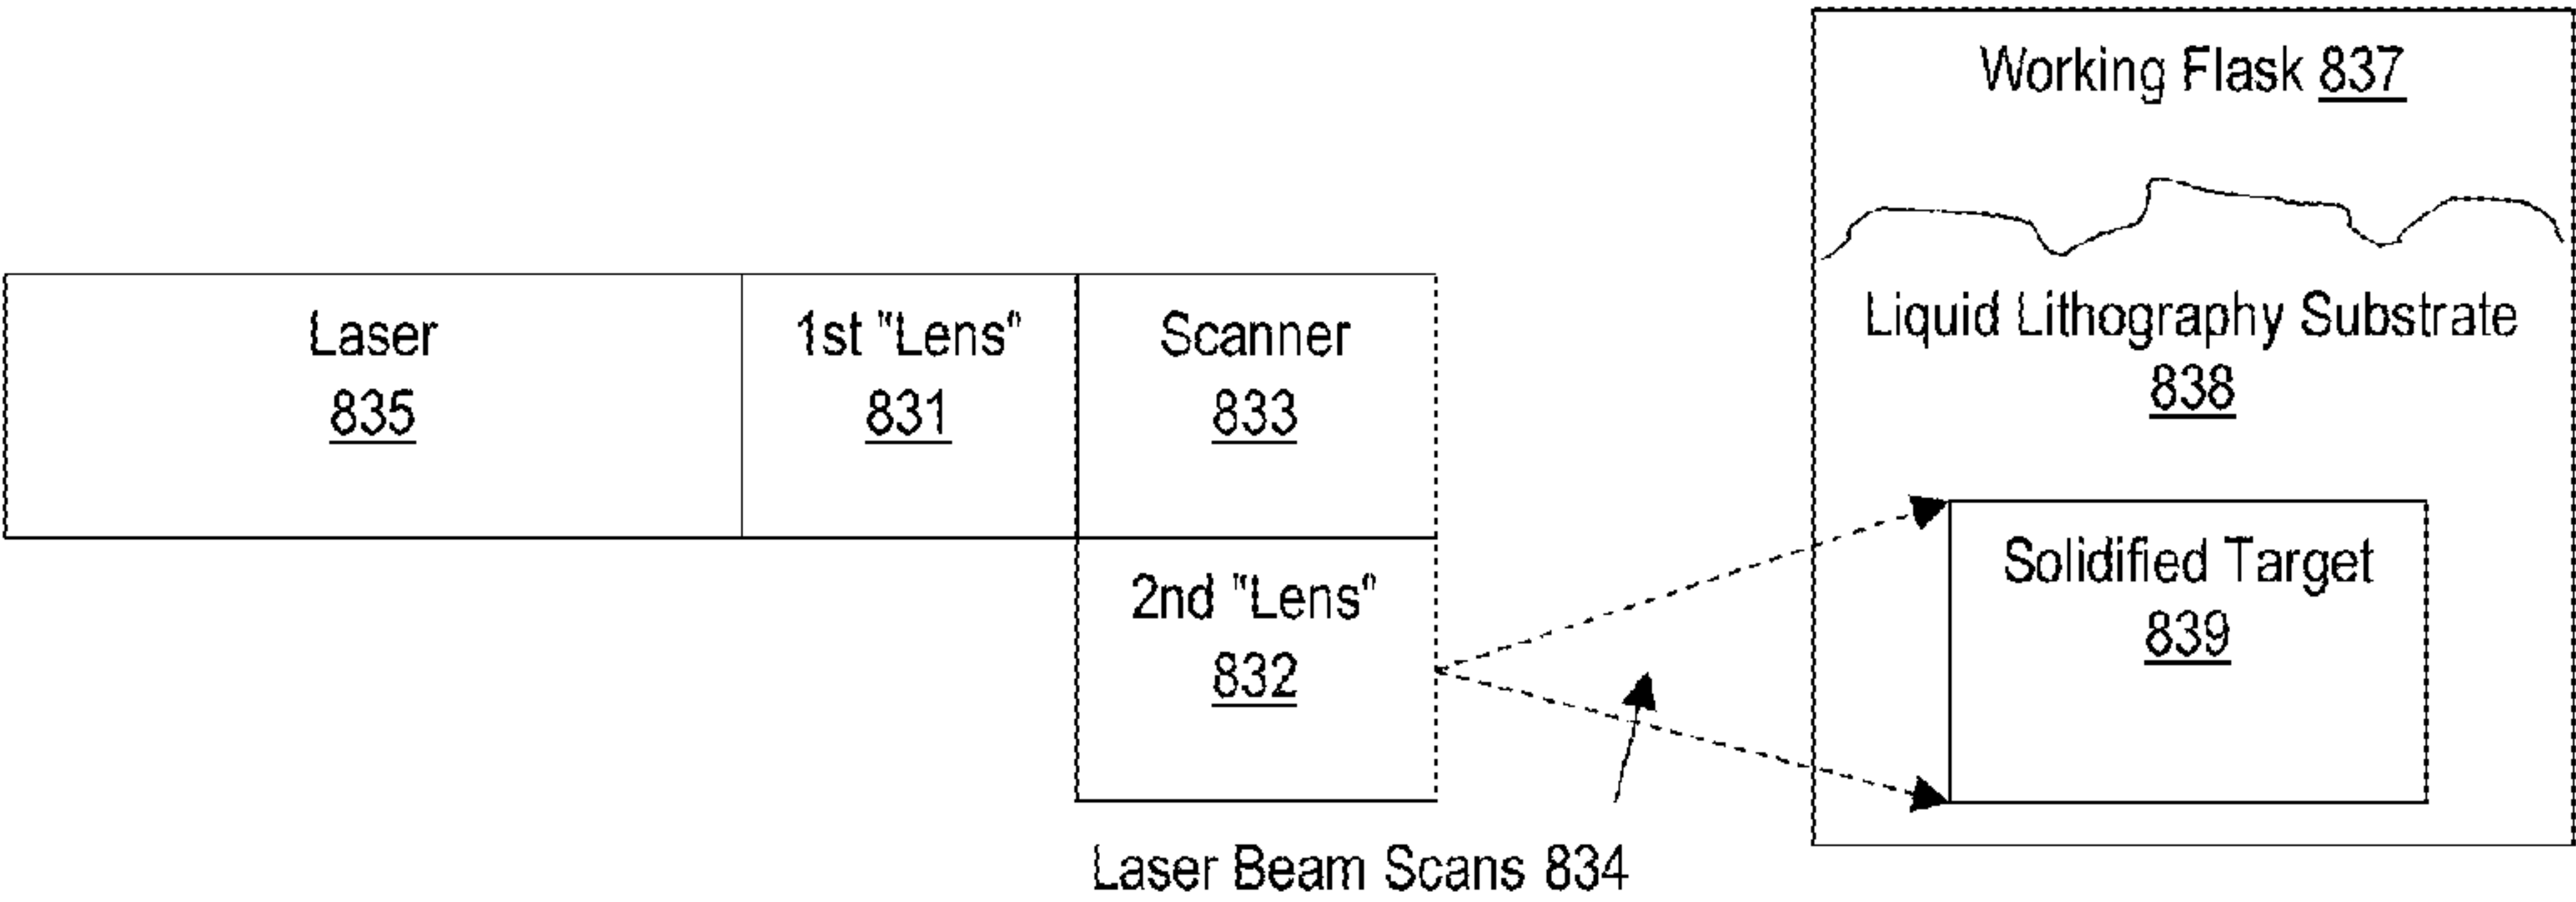 Working Flask 837
Liquid Lithography Substrate
838
Laser
835
1st "Lens"
831
Scanner
833
2nd "Lens"
832
Solidified Target
839
Laser Beam Scans 834